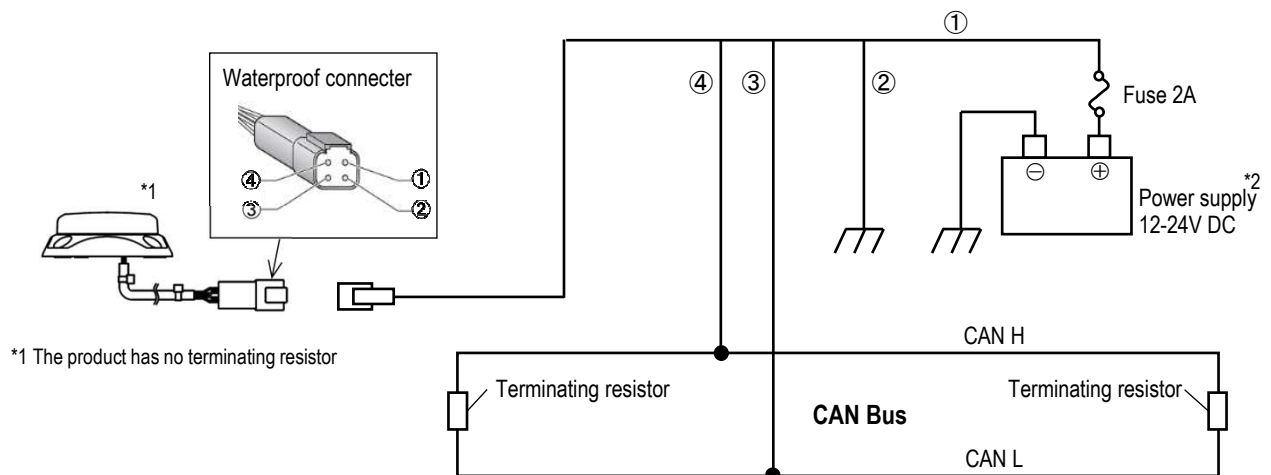 ①
Waterproof connecter
④
③
②
④
①
③
②
Fuse 2A
*1
⊖
⊕
Power supply*2
12-24V DC
*1 The product has no terminating resistor
CAN H
Terminating resistor
Terminating resistor
CAN Bus
CAN L